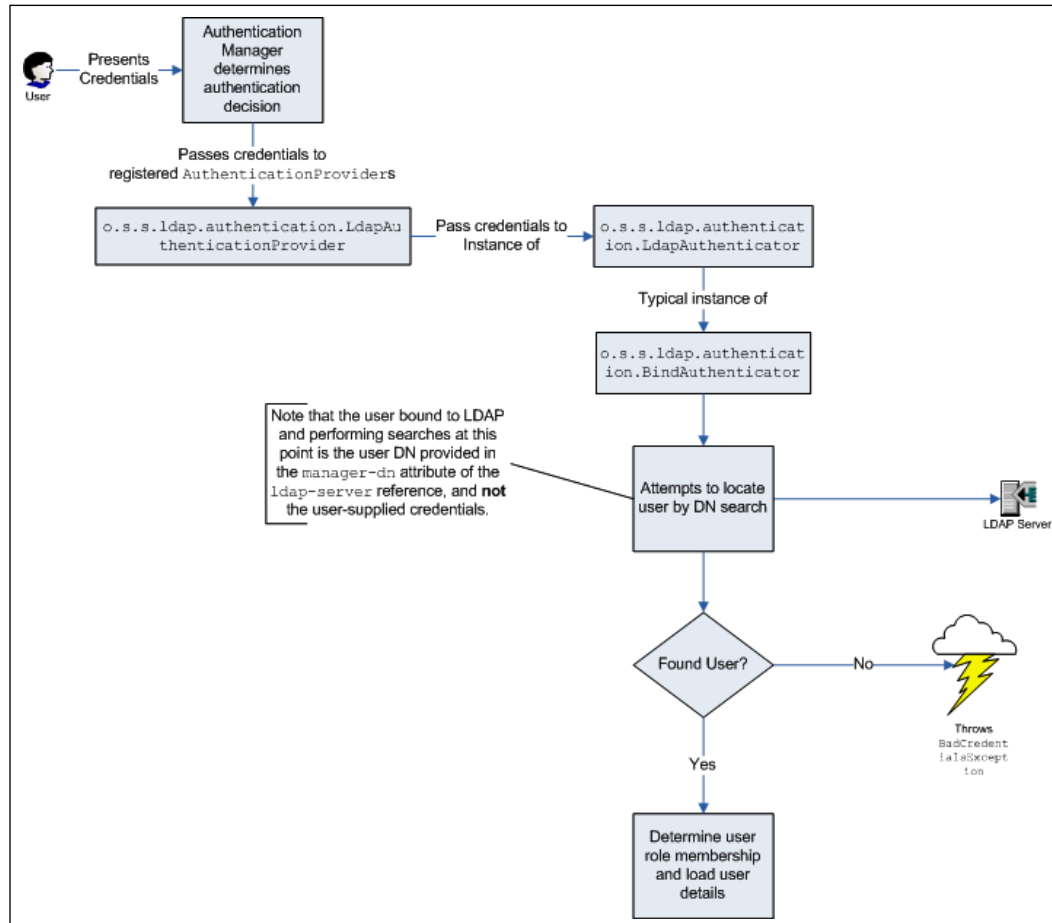 Authentication
Manager
determines
authentication
decision
Presents
Credentials
User
Passes credentials to
registered AuthenticationProviders
o.s.s.ldap.authentication.LdapAu
thenticationProvider
Pass credentials to
Instance of
o.s.s.ldap.authenticat
ion.LdapAuthenticator
Typical instance of
o.s.s.ldap.authenticat
ion.BindAuthenticator
Note that the user bound to LDAP
and performing searches at this
point is the user DN provided in
the manager-dn attribute of the
ldap-server reference, and not
the user-supplied credentials.
Attempts to locate
user by DN search
LDAP Server
Found User?
No
Throws
BadCredent
ialsExcept
ion
Yes
Determine user
role membership
and load user
details